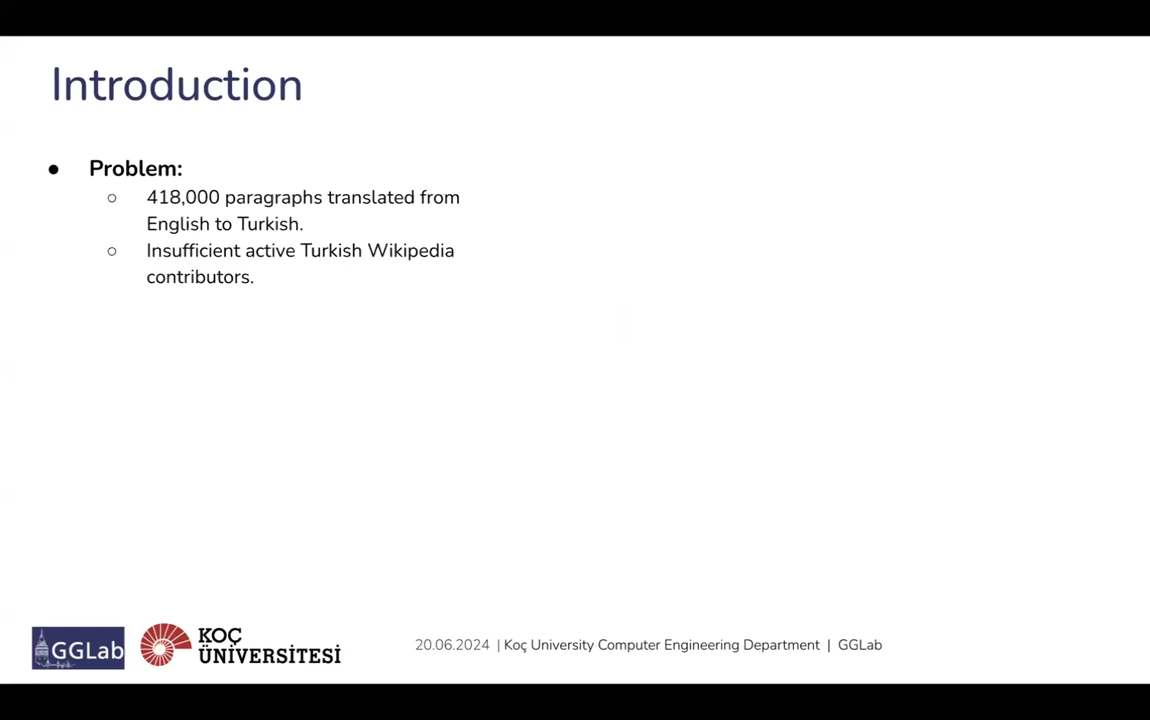 Introduction
● Problem:
○ 418,000 paragraphs translated from
English to Turkish.
○ Insufficient active Turkish Wikipedia
contributors.
GGLab
KOÇ
ÜNİVERSİTESİ
20.06.2024 | Koç University Computer Engineering Department | GGLab